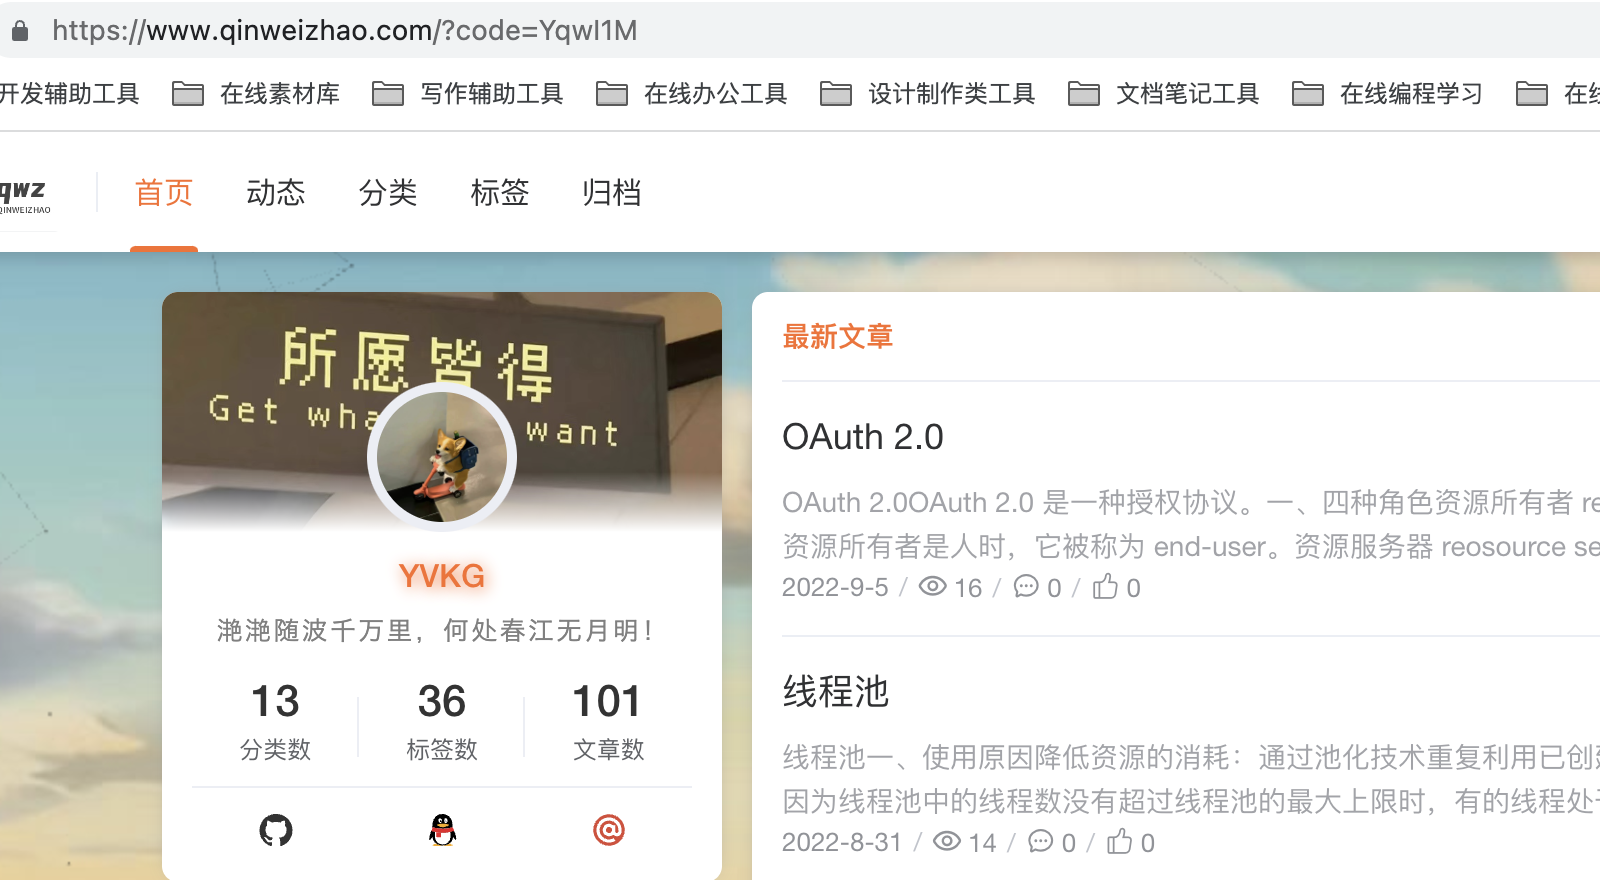 https://www.qinweizhao.com/?code=YqwI1M
开发辅助工具 在线素材库 写作辅助工具 在线办公工具 设计制作类工具 文档笔记工具 在线编程学习 在线
qwz
QINWEIZHAO
首页 动态 分类 标签 归档
所愿皆得
Get wha want
YVKG
滟滟随波千万里，何处春江无月明！
13 36 101
分类数 标签数 文章数
最新文章
OAuth 2.0
OAuth 2.0OAuth 2.0 是一种授权协议。一、四种角色资源所有者 re
资源所有者是人时，它被称为 end-user。资源服务器 reosource se
2022-9-5 / 16 / 0 / 0
线程池
线程池一、使用原因降低资源的消耗：通过池化技术重复利用已创建
因为线程池中的线程数没有超过线程池的最大上限时，有的线程处于
2022-8-31 / 14 / 0 / 0